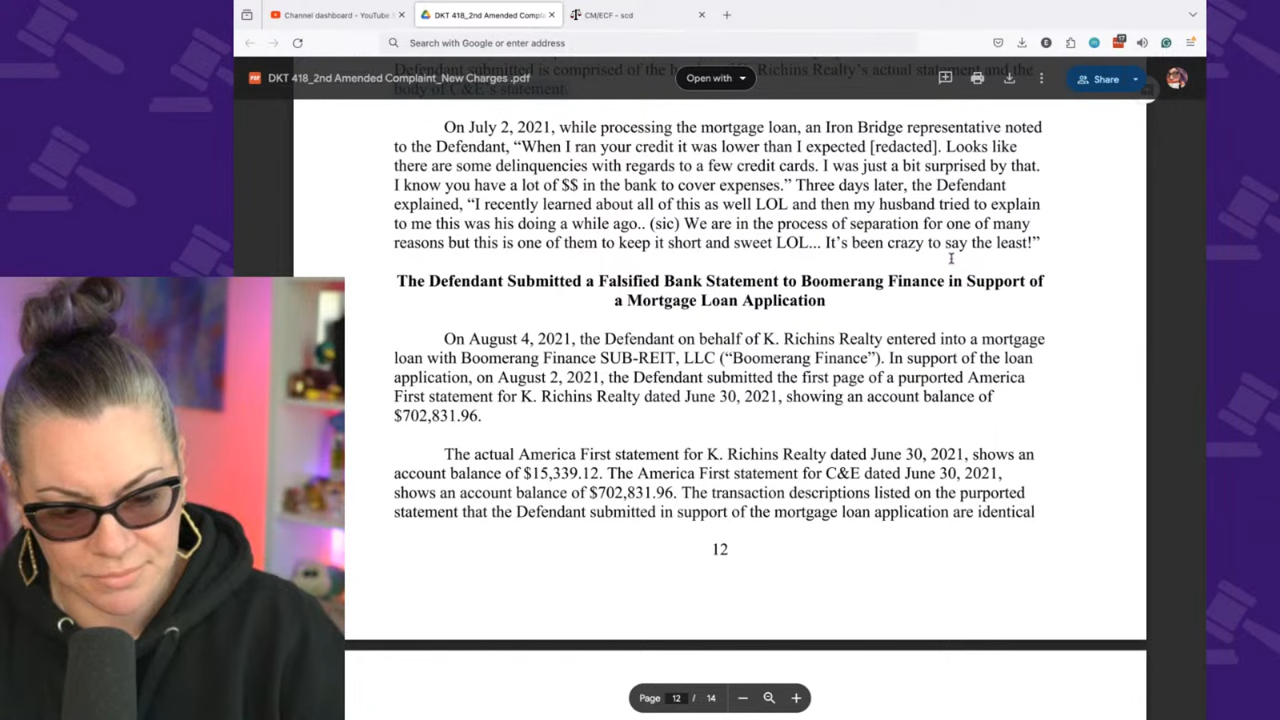 Channel dashboard - YouTube
DKT 418_2nd Amended Compla
CM/ECF - scd
Search with Google or enter address
17
DKT 418_2nd Amended Complaint_New Charges .pdf
Open with
Share
body of C&E's statement.
On July 2, 2021, while processing the mortgage loan, an Iron Bridge representative noted
to the Defendant, “When I ran your credit it was lower than I expected [redacted]. Looks like
there are some delinquencies with regards to a few credit cards. I was just a bit surprised by that.
I know you have a lot of $$ in the bank to cover expenses.” Three days later, the Defendant
explained, “I recently learned about all of this as well LOL and then my husband tried to explain
to me this was his doing a while ago.. (sic) We are in the process of separation for one of many
reasons but this is one of them to keep it short and sweet LOL... It’s been crazy to say the least!”
The Defendant Submitted a Falsified Bank Statement to Boomerang Finance in Support of
a Mortgage Loan Application
On August 4, 2021, the Defendant on behalf of K. Richins Realty entered into a mortgage
loan with Boomerang Finance SUB-REIT, LLC (“Boomerang Finance”). In support of the loan
application, on August 2, 2021, the Defendant submitted the first page of a purported America
First statement for K. Richins Realty dated June 30, 2021, showing an account balance of
$702,831.96.
The actual America First statement for K. Richins Realty dated June 30, 2021, shows an
account balance of $15,339.12. The America First statement for C&E dated June 30, 2021,
shows an account balance of $702,831.96. The transaction descriptions listed on the purported
statement that the Defendant submitted in support of the mortgage loan application are identical
12
Page 12 / 14